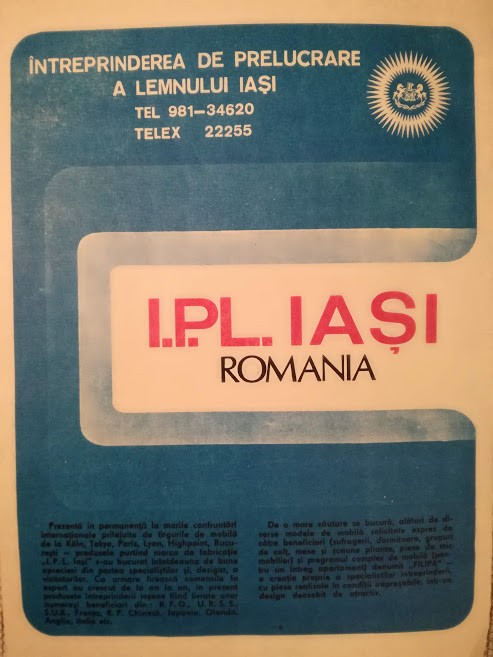 ÎNTREPRINDEREA DE PRELUCRARE
A LEMNULUI IAȘI
TEL 981—34620
TELEX 22255
I.P.L. IAȘI
ROMANIA
Prezentă în permanență la marile confruntări
internaționale prilejuite de tîrgurile de mobilă
de la Köln, Tokyo, Paris, Lyon, Highpoint, Bucu-
rești — produsele purtînd marca de fabricație
„I.P.L. Iași" s-au bucurat întotdeauna de bune
aprecieri din partea specialiștilor și, desigur, a
vizitatorilor. Ca urmare firească comenzile la
export au crescut de la an la an, în prezent
produsele întreprinderii ieșene fiind livrate unor
numeroși beneficiari din : R.F.G., U.R.S.S.,
S.U.A., Franța, R.P. Chineză, Japonia, Olanda,
Anglia, Italia etc.
De o mare căutare se bucură, alături de di-
verse modele de mobilă solicitate expres de
către beneficiari (sufragerii, dormitoare, grupuri
de colț, mese și scaune pliante, piese de mic
mobilier) și programul complex de mobilă
tru un întreg apartament denumit „FILIPA" —
o creație proprie a specialiștilor întreprinderii
cu piese realizate în condiții ireproșabile, într-un
design deosebit de atractiv.